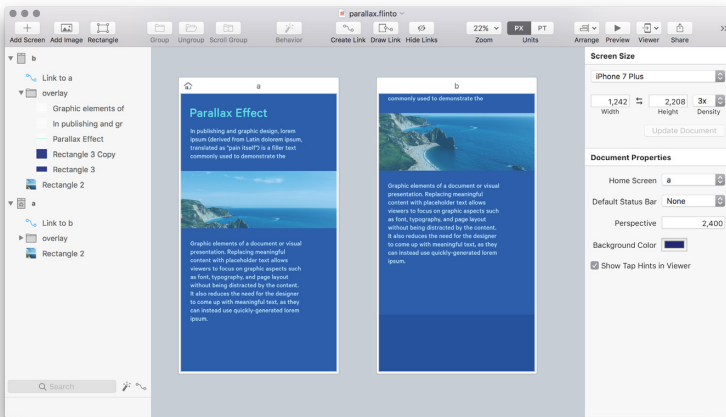 parallax.flinto
22% PX PT
Add Screen Add Image Rectangle Group Ungroup Scroll Group Behavior Create Link Draw Link Hide Links Zoom Units Arrange Preview Viewer Share
b
Link to a
overlay
Graphic elements of
In publishing and gr
Parallax Effect
Rectangle 3 Copy
Rectangle 3
Rectangle 2
a
Link to b
overlay
Rectangle 2
Search
a
Parallax Effect
In publishing and graphic design, lorem
ipsum (derived from Latin dolorem ipsum,
translated as "pain itself") is a filler text
commonly used to demonstrate the
Graphic elements of a document or visual
presentation. Replacing meaningful
content with placeholder text allows
viewers to focus on graphic aspects such
as font, typography, and page layout
without being distracted by the content.
It also reduces the need for the designer
to come up with meaningful text, as they
can instead use quickly-generated lorem
ipsum.
b
commonly used to demonstrate the
Graphic elements of a document or visual
presentation. Replacing meaningful
content with placeholder text allows
viewers to focus on graphic aspects such
as font, typography, and page layout
without being distracted by the content.
It also reduces the need for the designer
to come up with meaningful text, as they
can instead use quickly-generated lorem
ipsum.
Screen Size
iPhone 7 Plus
1,242 2,208 3x
Width Height Density
Update Document
Document Properties
Home Screen a
Default Status Bar None
Perspective 2,400
Background Color
Show Tap Hints in Viewer